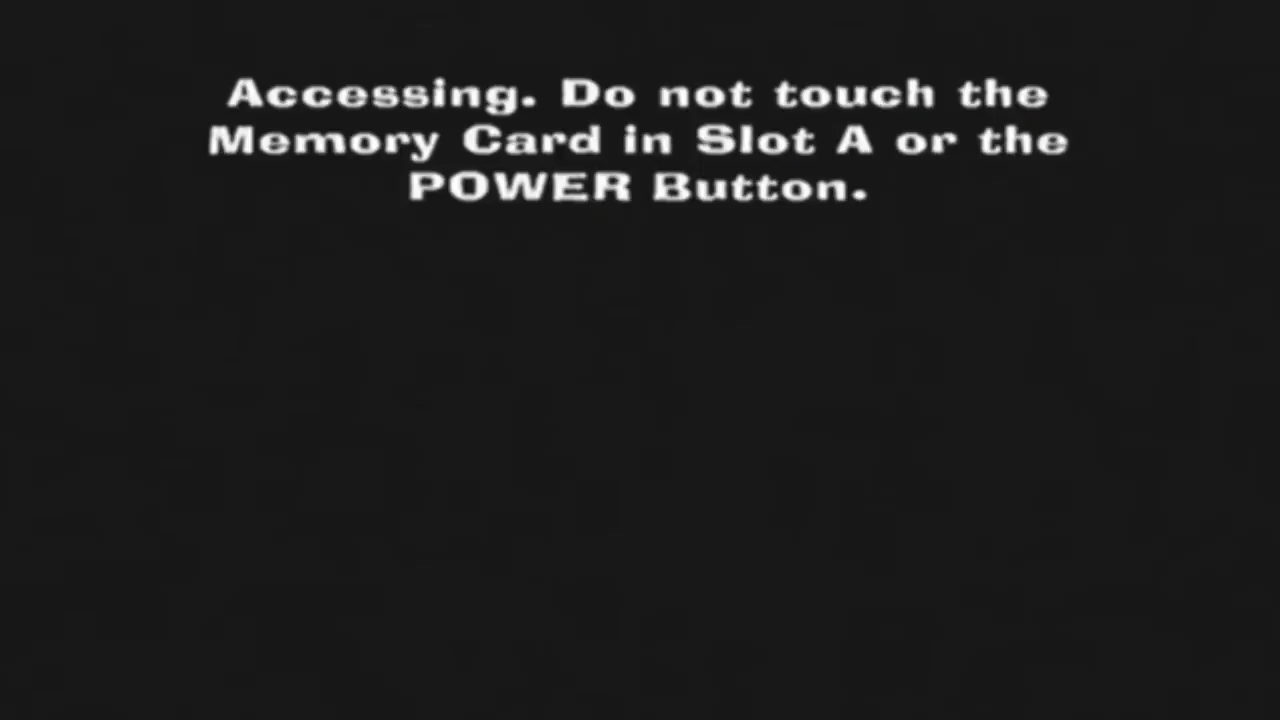 Accessing. Do not touch the
Memory Card in Slot A or the
POWER Button.